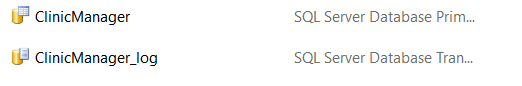 ClinicManager SQL Server Database Prim...
ClinicManager_log SQL Server Database Tran...